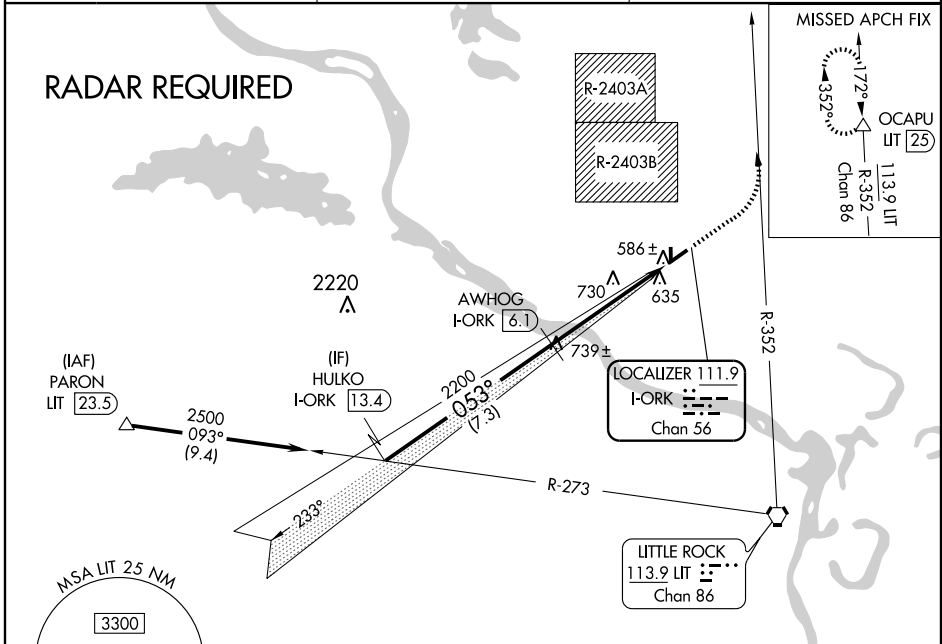 RADAR REQUIRED
R-2403A
R-2403B
MISSED APCH FIX
172°
352°
OCAPU
LIT 25
113.9 LIT
R-352
Chan 86
586 ±
730
635
2220
AWHOG
I-ORK 6.1
739 ±
R-352
(IAF)
PARON
LIT 23.5
(IF)
HULKO
I-ORK 13.4
2200
053°
(7.3)
LOCALIZER 111.9
I-ORK
Chan 56
2500
093°
(9.4)
R-273
233°
LITTLE ROCK
113.9 LIT
Chan 86
MSA LIT 25 NM
3300